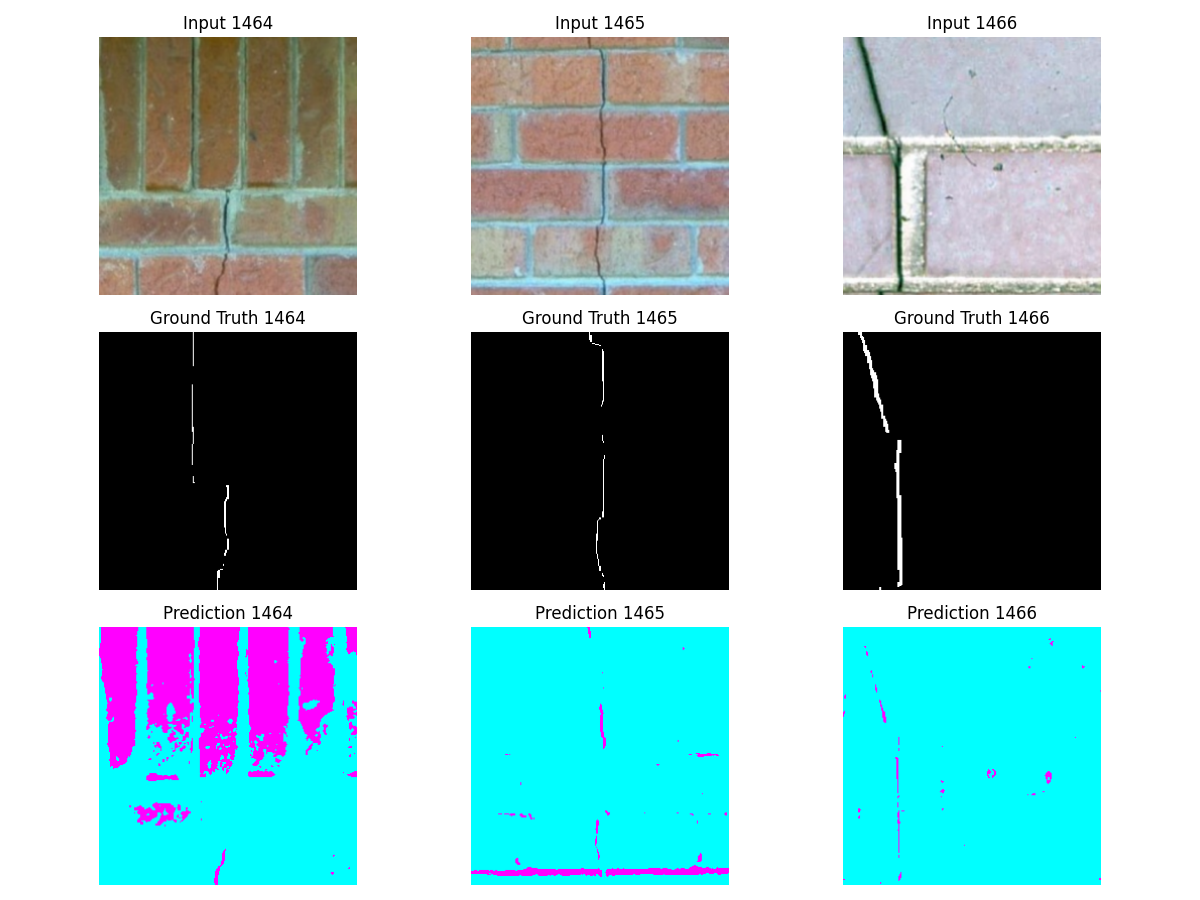 Input 1464
Input 1465
Input 1466
Ground Truth 1464
Ground Truth 1465
Ground Truth 1466
Prediction 1464
Prediction 1465
Prediction 1466